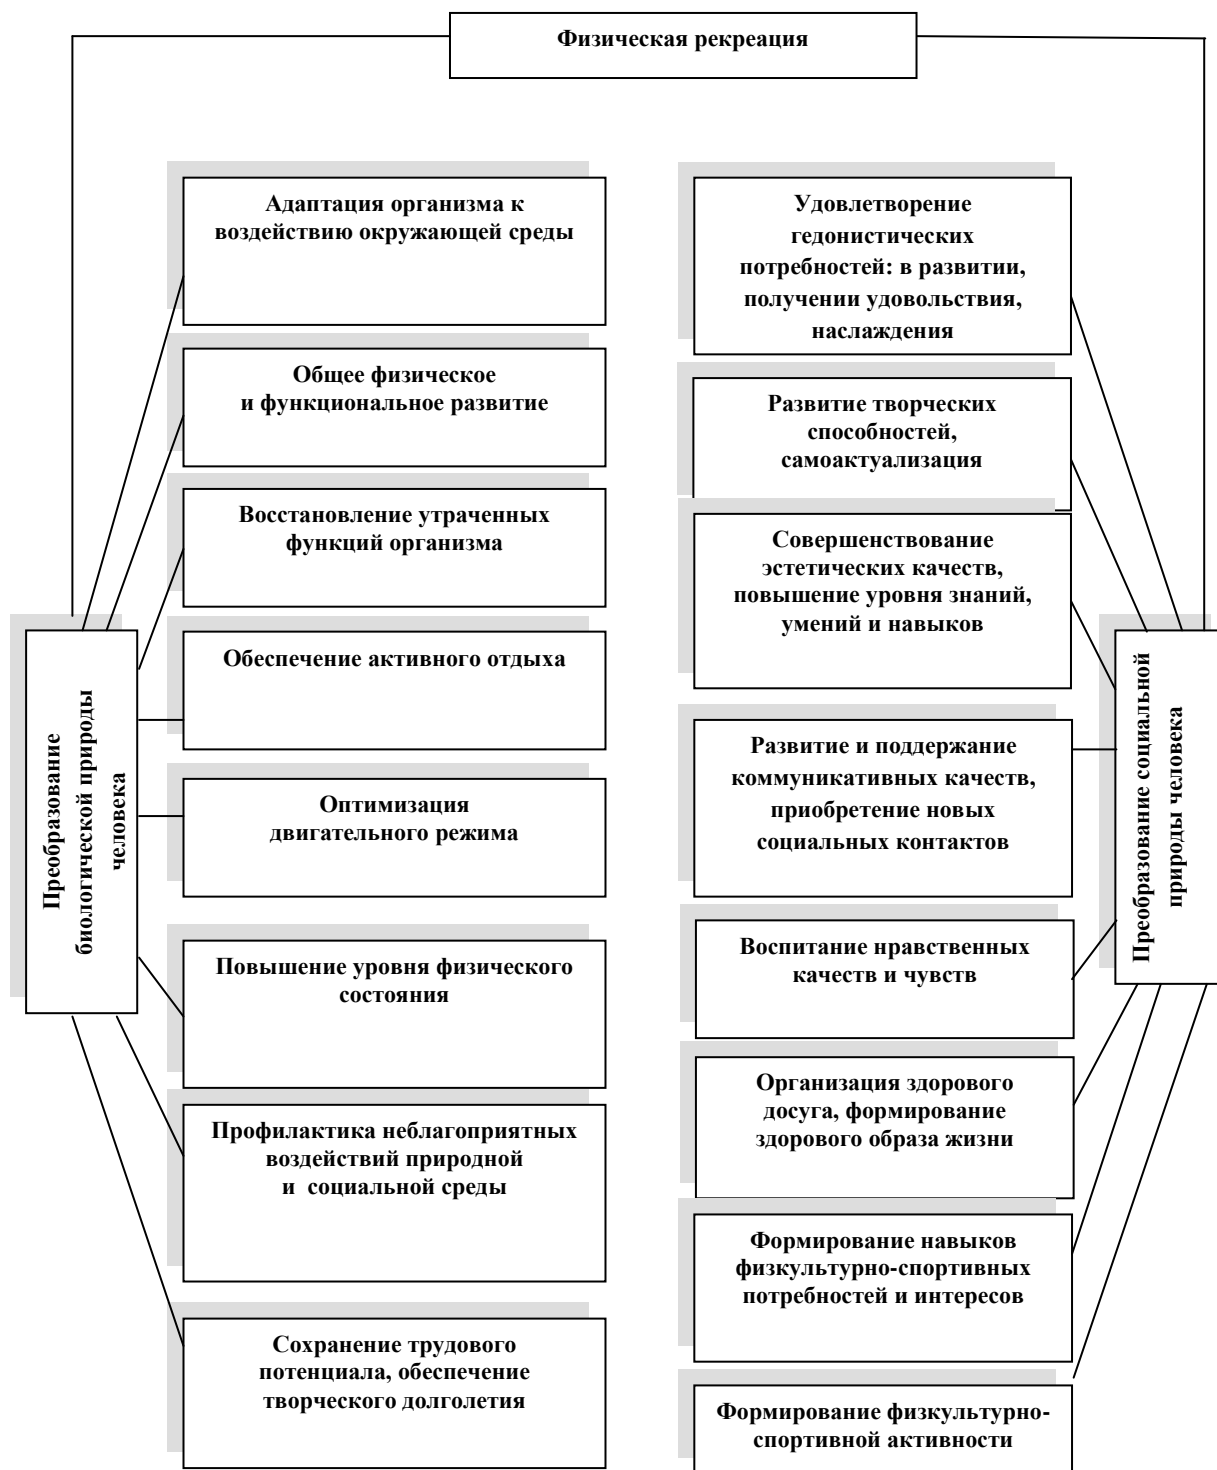 Физическая рекреация
Преобразование
биологической природы
человека
Адаптация организма к
воздействию окружающей среды
Общее физическое
и функциональное развитие
Восстановление утраченных
функций организма
Обеспечение активного отдыха
Оптимизация
двигательного режима
Повышение уровня физического
состояния
Профилактика неблагоприятных
воздействий природной
и социальной среды
Сохранение трудового
потенциала, обеспечение
творческого долголетия
Удовлетворение
гедонистических
потребностей: в развитии,
получении удовольствия,
наслаждения
Развитие творческих
способностей,
самоактуализация
Совершенствование
эстетических качеств,
повышение уровня знаний,
умений и навыков
Развитие и поддержание
коммуникативных качеств,
приобретение новых
социальных контактов
Воспитание нравственных
качеств и чувств
Организация здорового
досуга, формирование
здорового образа жизни
Формирование навыков
физкультурно-спортивных
потребностей и интересов
Формирование физкультурно-
спортивной активности
Преобразование социальной
природы человека